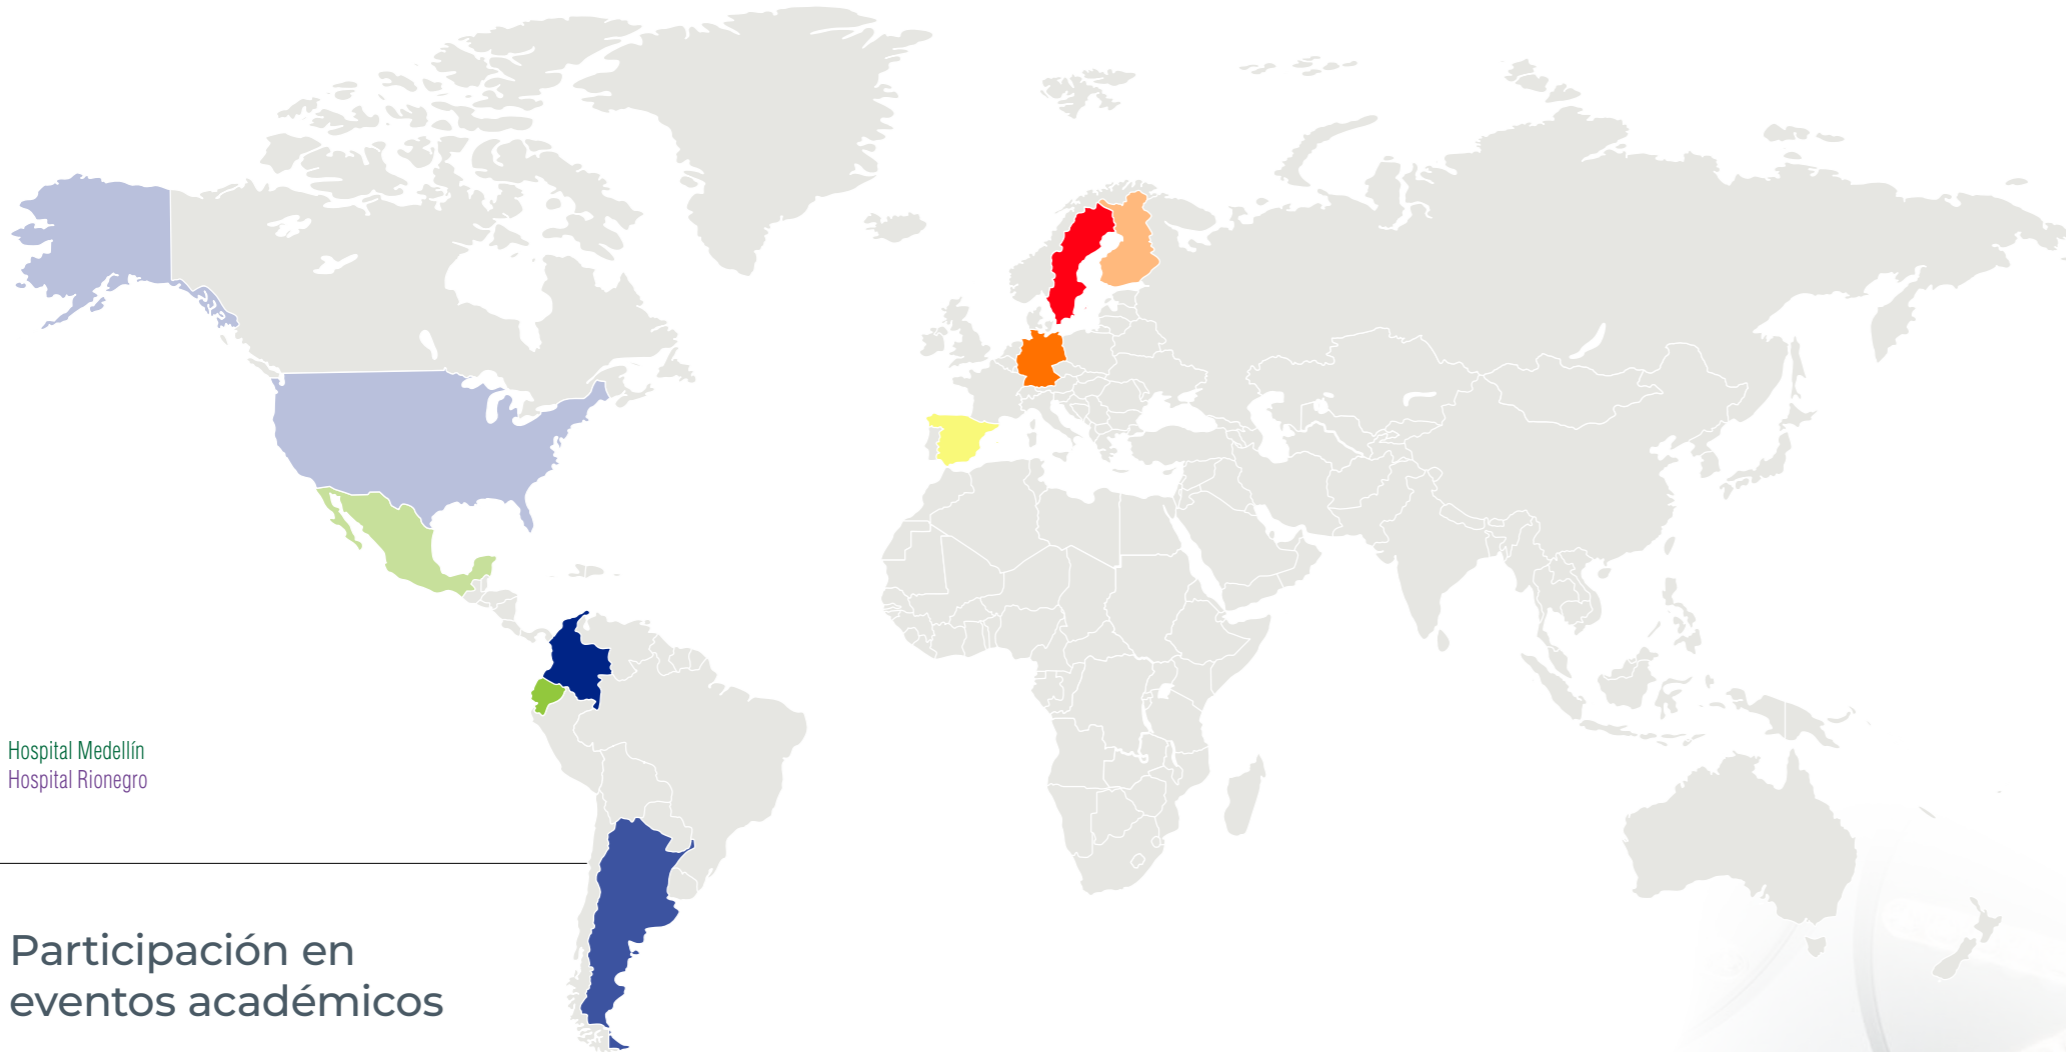 Hospital Medellín
Hospital Rionegro
Participación en
eventos académicos